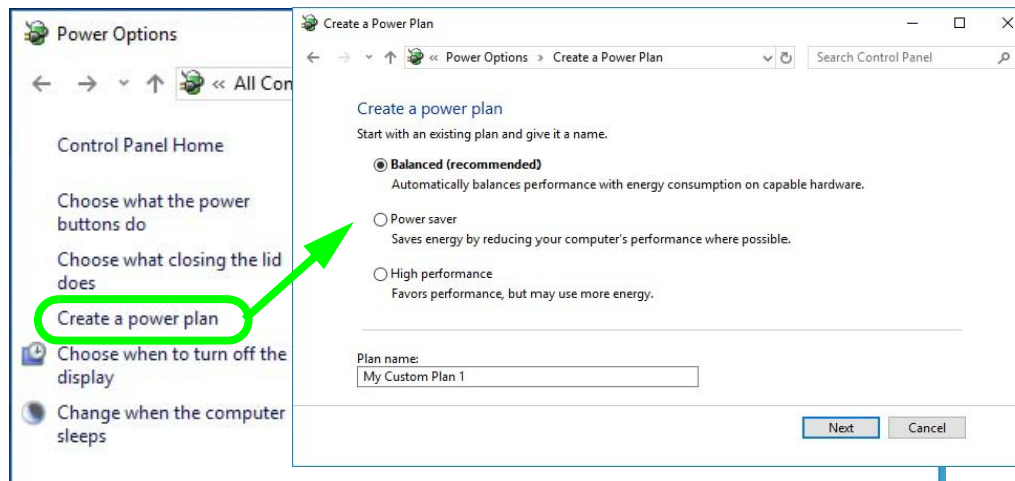 Power Options
« All Con
Control Panel Home
Choose what the power
buttons do
Choose what closing the lid
does
Create a power plan
Choose when to turn off the
display
Change when the computer
sleeps
Create a Power Plan
« Power Options › Create a Power Plan
Search Control Panel
Create a power plan
Start with an existing plan and give it a name.
Balanced (recommended)
Automatically balances performance with energy consumption on capable hardware.
Power saver
Saves energy by reducing your computer's performance where possible.
High performance
Favors performance, but may use more energy.
Plan name:
My Custom Plan 1
Next
Cancel